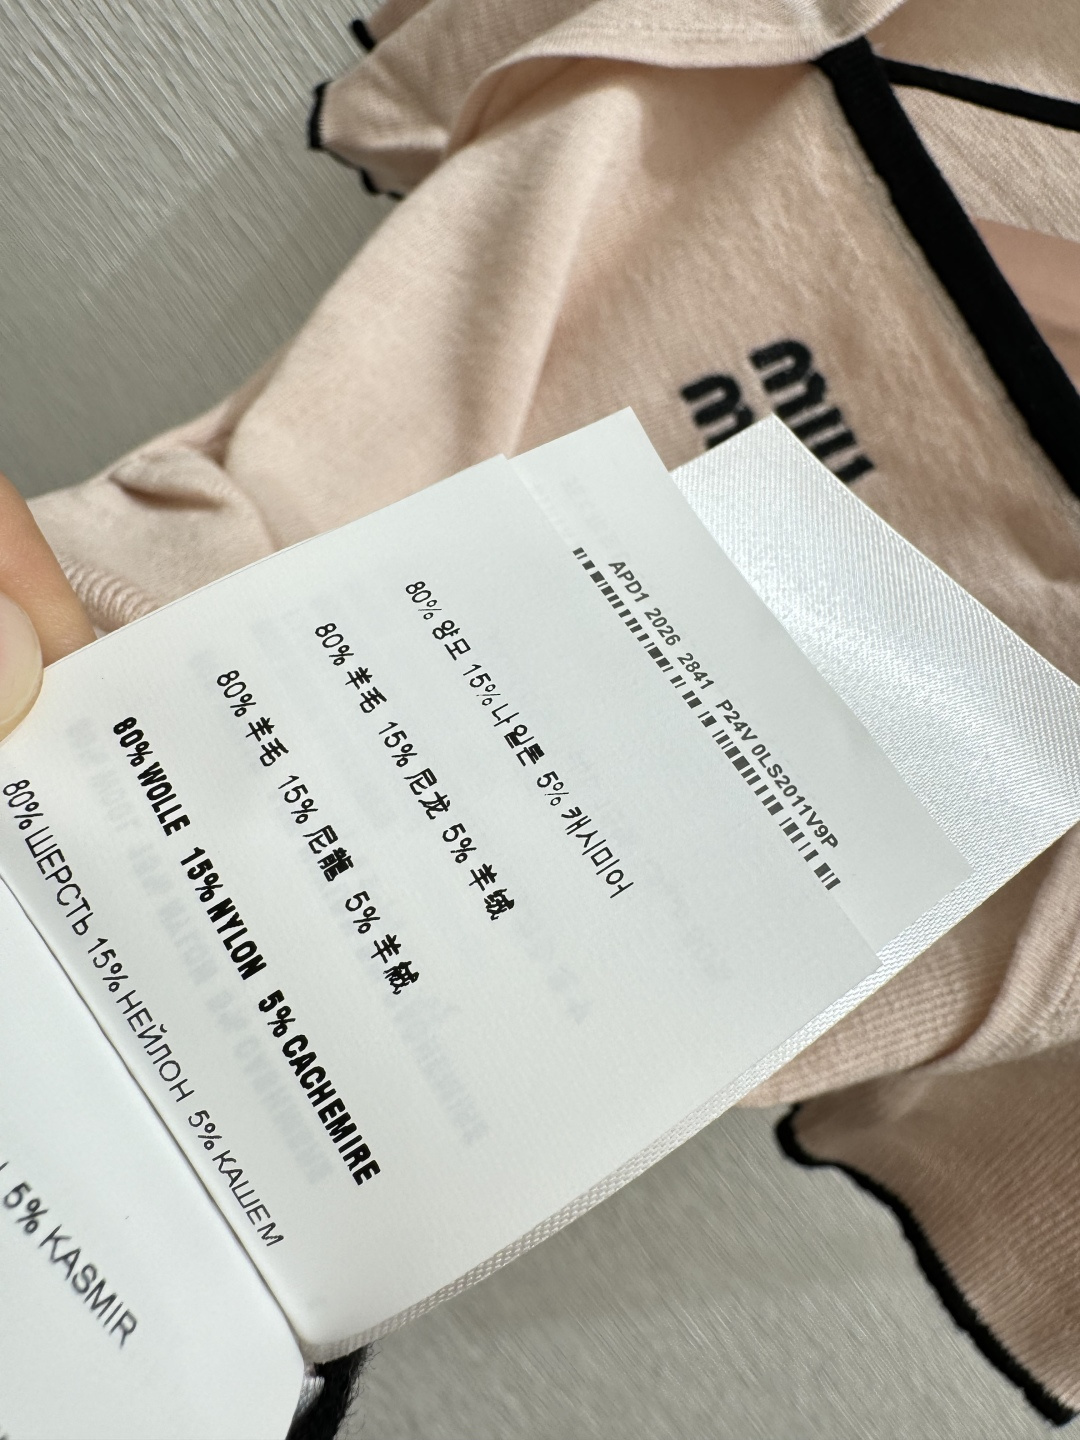 miu
APD1 2026 2841 P24V 0LS2011V9P
80% 양모 15% 나일론 5% 캐시미어
80% 羊毛 15% 尼龙 5% 羊绒
80% 羊毛 15% 尼龍 5% 羊絨
80% WOLLE 15% NYLON 5% CACHEMIRE
80% ШЕРСТЬ 15% НЕЙЛОН 5% КАШЕМ
5% KASMIR